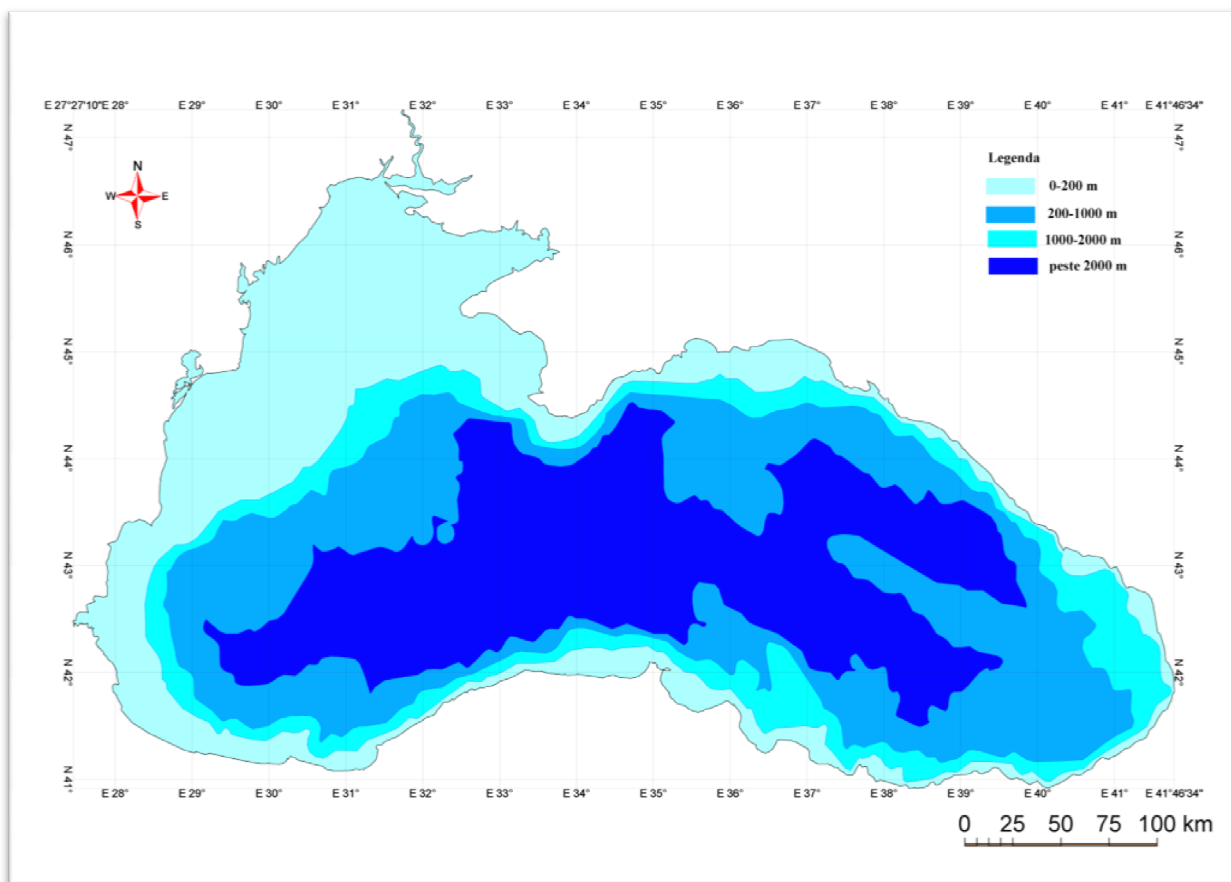 E 27°27'10" E 28° E 29° E 30° E 31° E 32° E 33° E 34° E 35° E 36° E 37° E 38° E 39° E 40° E 41° E 41°46'34"
N 47° N 47°
Legenda
N
W E
S
0-200 m
200-1000 m
1000-2000 m
peste 2000 m
N 46° N 46°
N 45° N 45°
N 44° N 44°
N 43° N 43°
N 42° N 42°
N 41° N 41°
E 28° E 29° E 30° E 31° E 32° E 33° E 34° E 35° E 36° E 37° E 38° E 39° E 40° E 41° E 41°46'34"
0 25 50 75 100 km